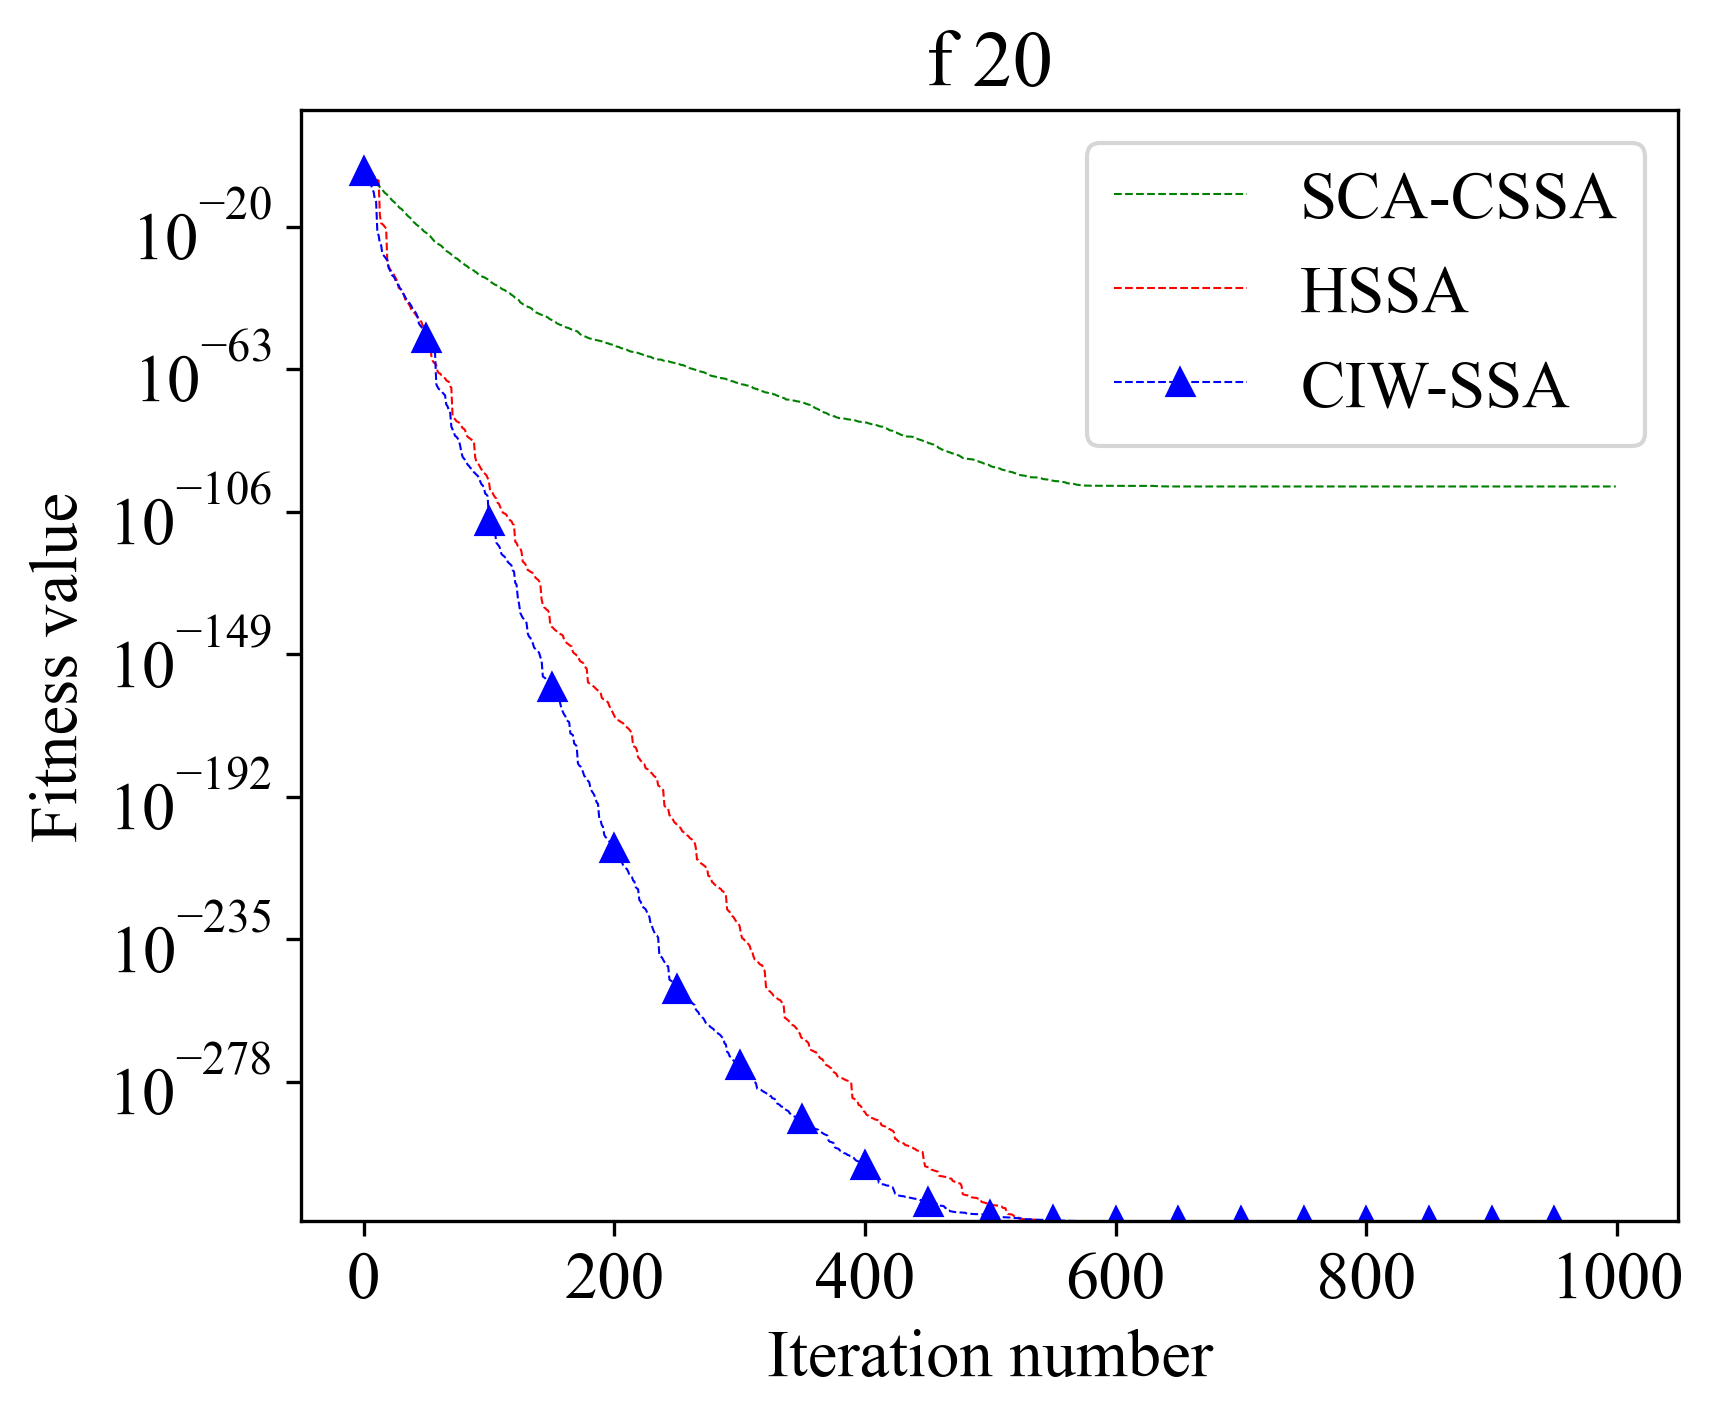 f 20
SCA-CSSA
HSSA
CIW-SSA
Fitness value
10⁻²⁰
10⁻⁶³
10⁻¹⁰⁶
10⁻¹⁴⁹
10⁻¹⁹²
10⁻²³⁵
10⁻²⁷⁸
0 200 400 600 800 1000
Iteration number